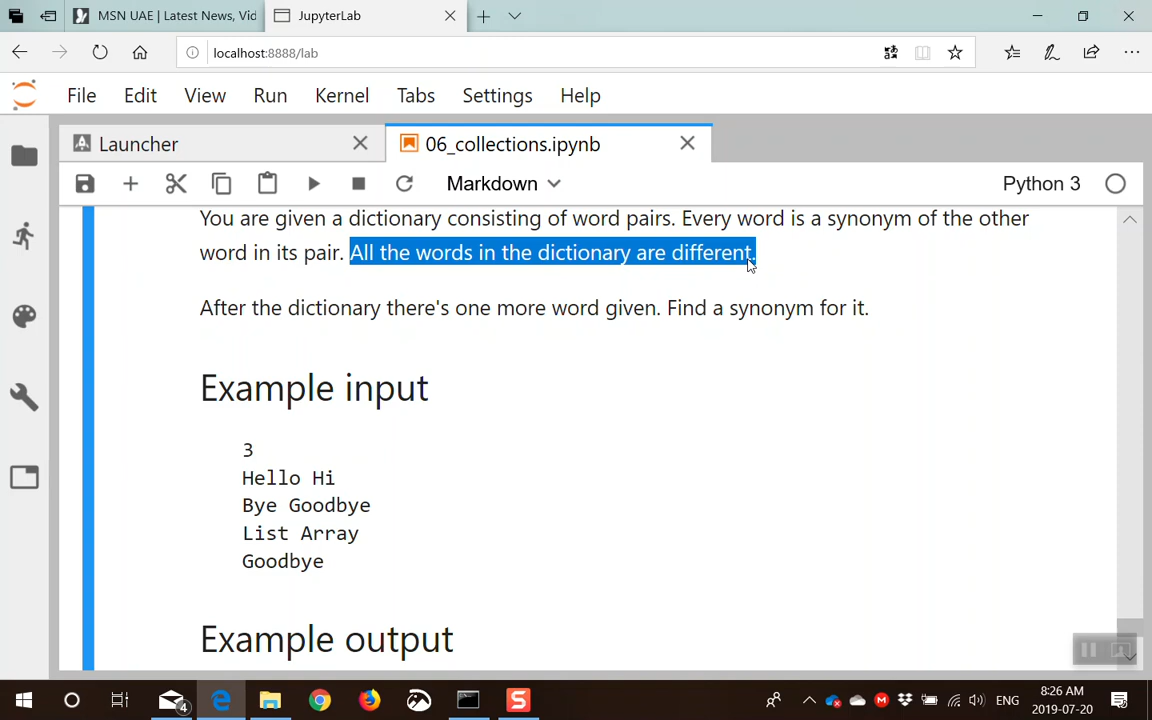 MSN UAE | Latest News, Vid
JupyterLab
localhost:8888/lab
File Edit View Run Kernel Tabs Settings Help
Launcher
06_collections.ipynb
Markdown
Python 3
You are given a dictionary consisting of word pairs. Every word is a synonym of the other
word in its pair. All the words in the dictionary are different.
After the dictionary there's one more word given. Find a synonym for it.
Example input
3
Hello Hi
Bye Goodbye
List Array
Goodbye
Example output
4
S
M
ENG
8:26 AM
2019-07-20